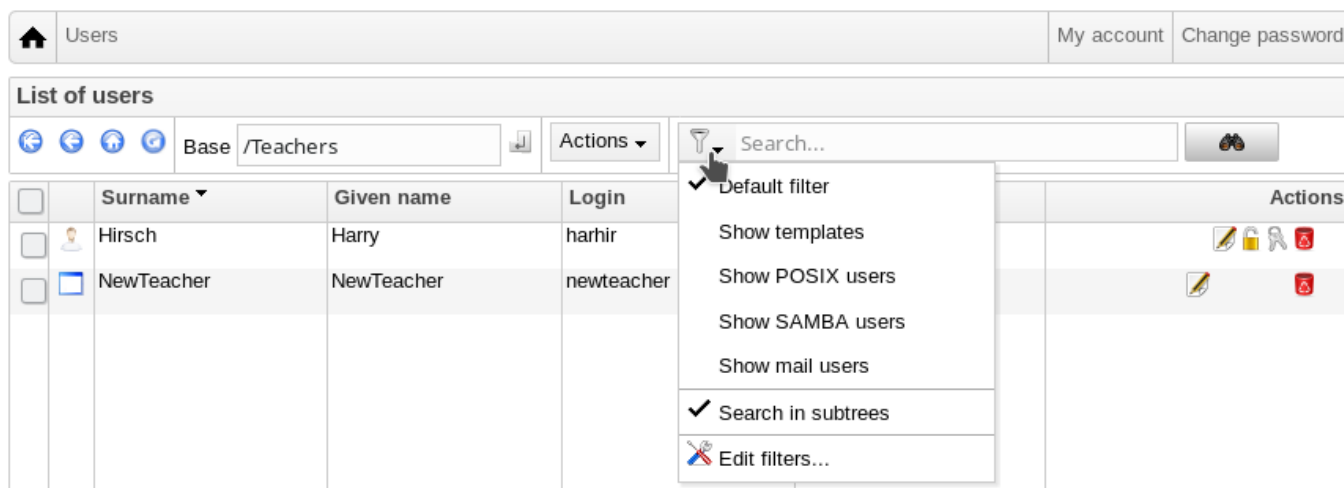 Users My account Change password
List of users
Base /Teachers Actions Search...
Surname Given name Login Actions
Hirsch Harry harhir
NewTeacher NewTeacher newteacher
Default filter
Show templates
Show POSIX users
Show SAMBA users
Show mail users
Search in subtrees
Edit filters...